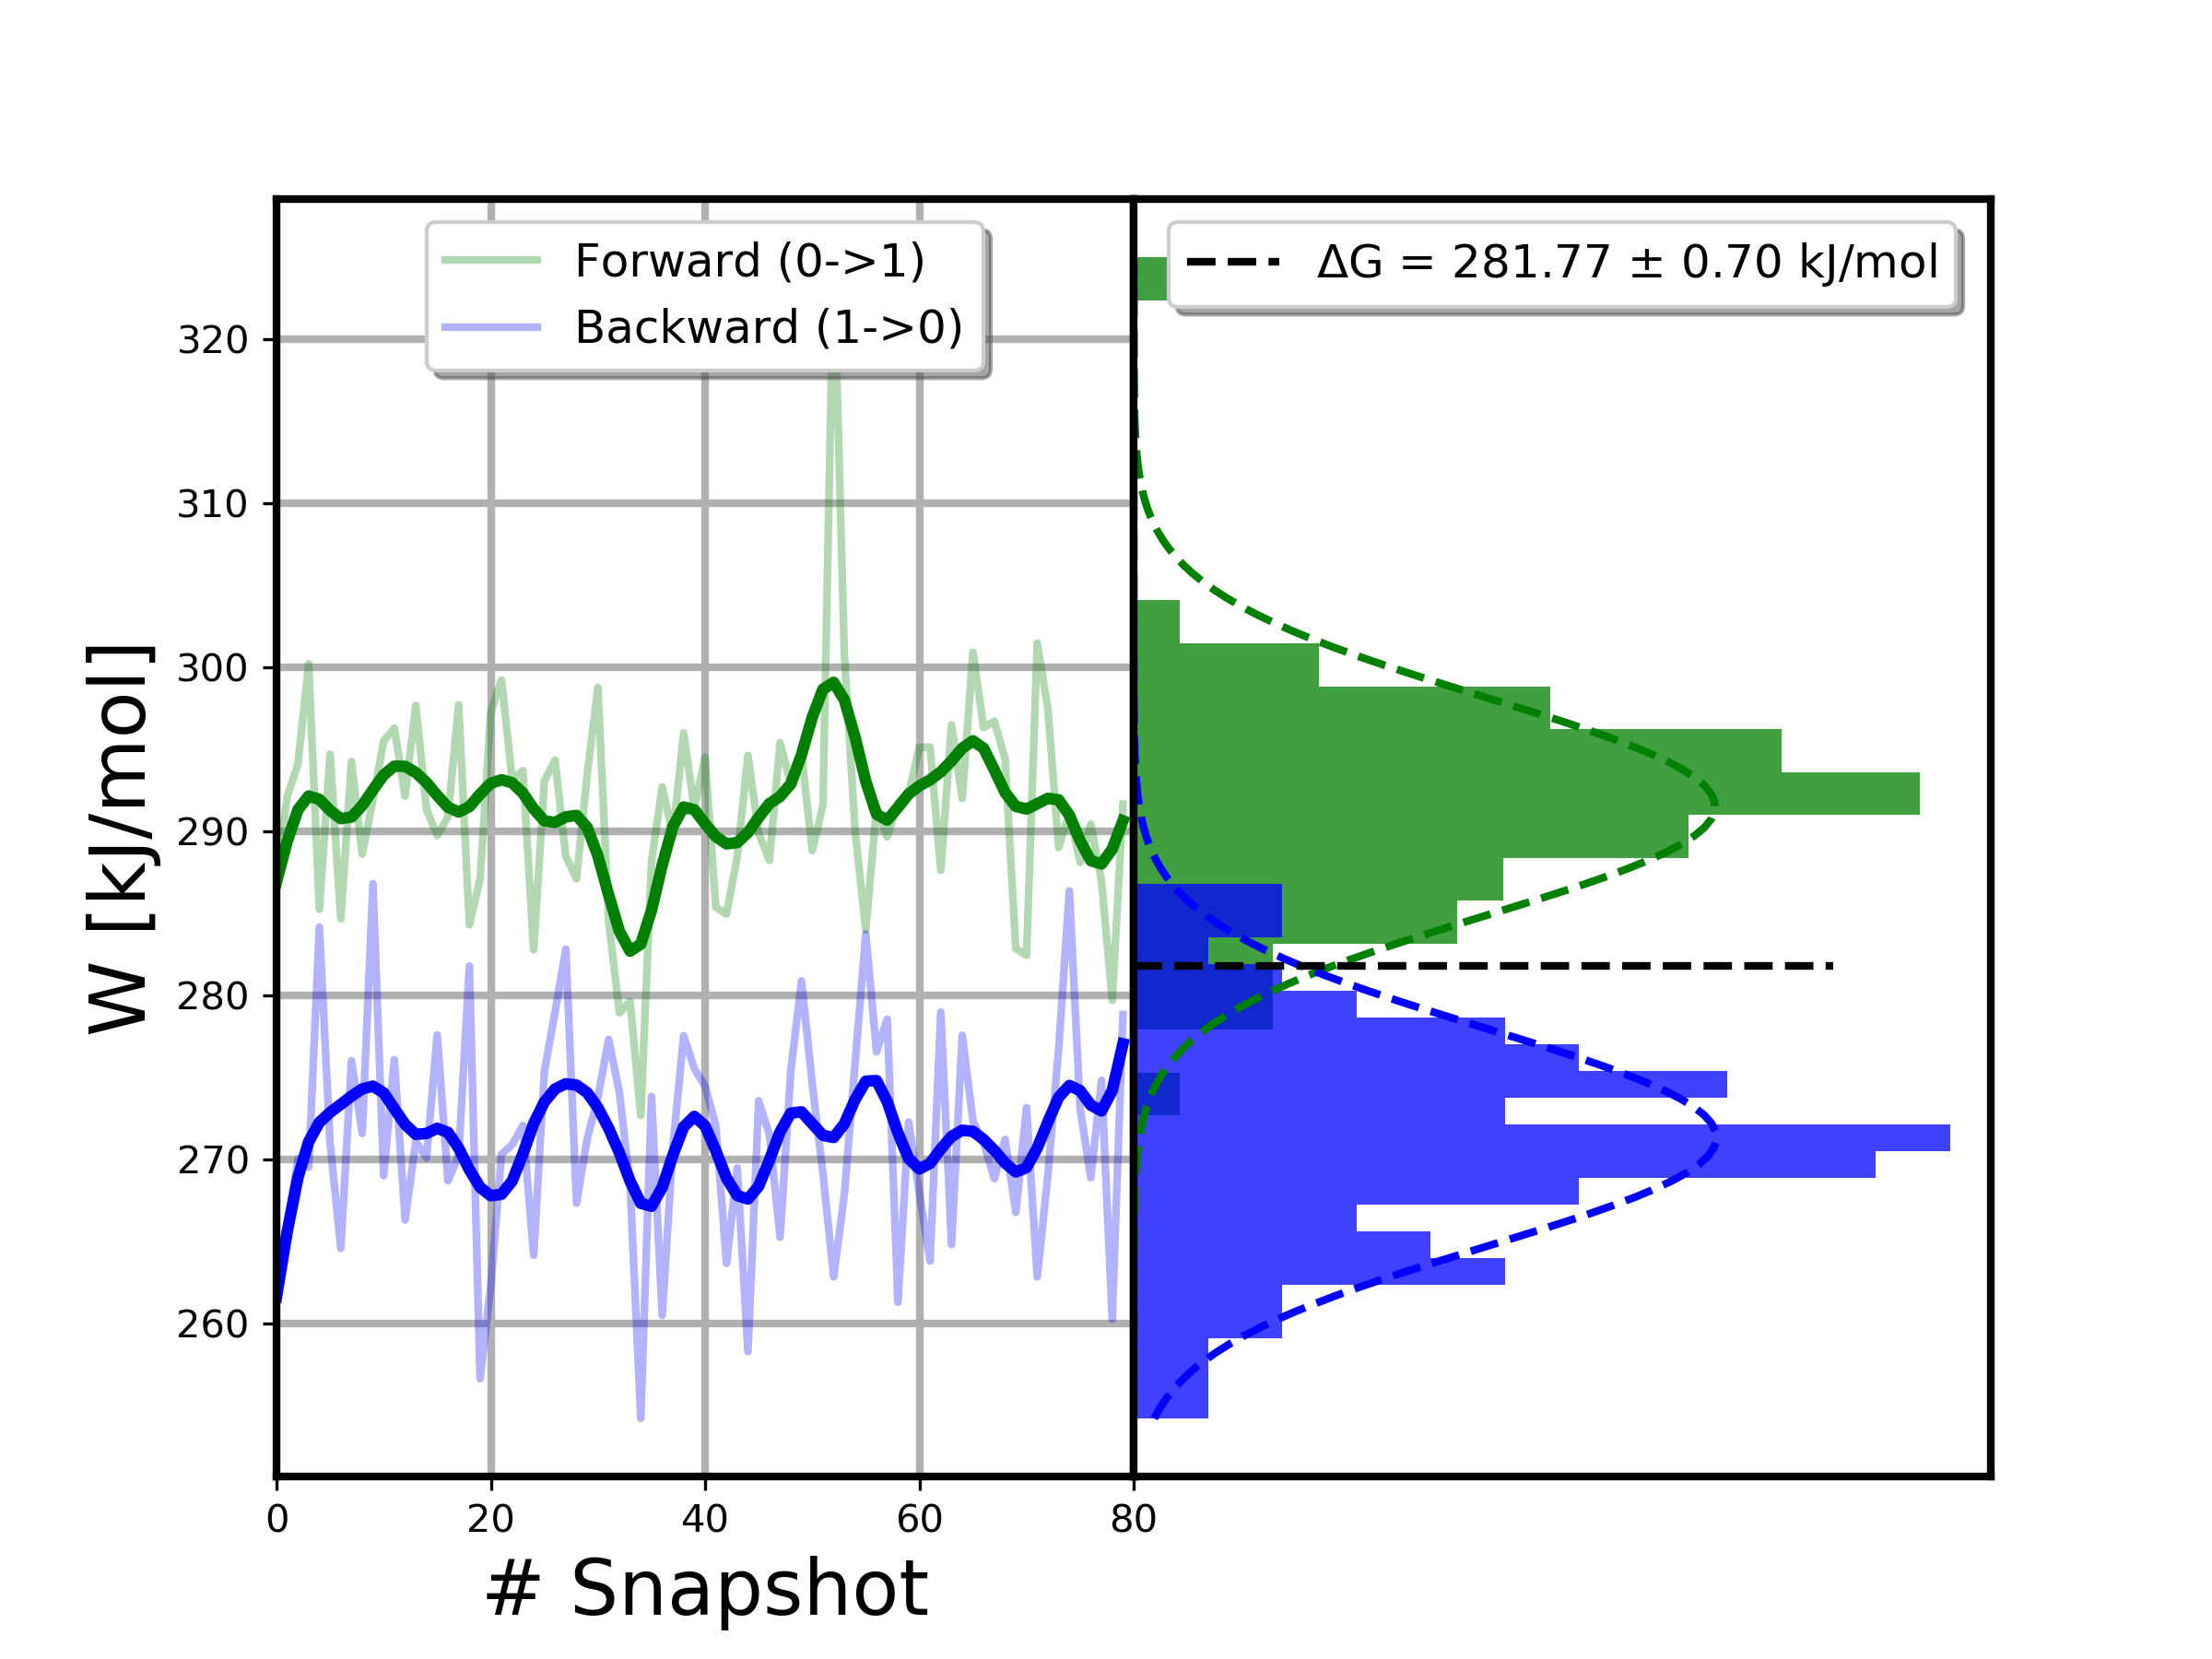 Forward (0->1)
Backward (1->0)
ΔG = 281.77 ± 0.70 kJ/mol
W [kJ/mol]
320
310
300
290
280
270
260
0 20 40 60 80
# Snapshot